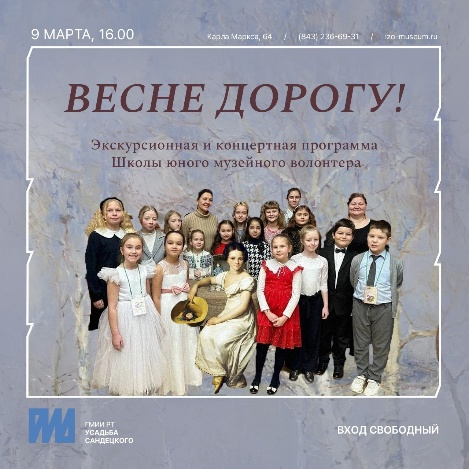 9 МАРТА, 16.00
Карла Маркса, 64 / (843) 236-69-31 / izo-museum.ru
ВЕСНЕ ДОРОГУ!
Экскурсионная и концертная программа
Школы юного музейного волонтера
ГМИИ РТ
УСАДЬБА
САНДЕЦКОГО
ВХОД СВОБОДНЫЙ